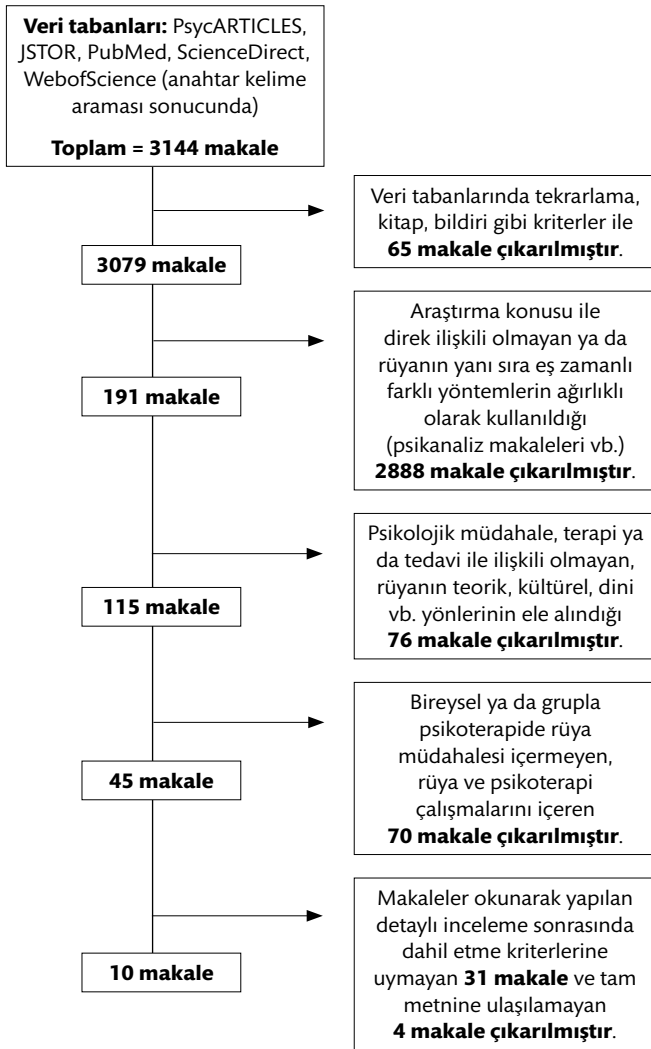 Veri tabanları: PsycARTICLES,
JSTOR, PubMed, ScienceDirect,
WebofScience (anahtar kelime
araması sonucunda)
Toplam = 3144 makale
Veri tabanlarında tekrarlama,
kitap, bildiri gibi kriterler ile
65 makale çıkarılmıştır.
3079 makale
Araştırma konusu ile
direk ilişkili olmayan ya da
rüyanın yanı sıra eş zamanlı
farklı yöntemlerin ağırlıklı
olarak kullanıldığı
(psikanaliz makaleleri vb.)
2888 makale çıkarılmıştır.
191 makale
Psikolojik müdahale, terapi ya
da tedavi ile ilişkili olmayan,
rüyanın teorik, kültürel, dini
vb. yönlerinin ele alındığı
76 makale çıkarılmıştır.
115 makale
Bireysel ya da grupla
psikoterapide rüya
müdahalesi içermeyen,
rüya ve psikoterapi
çalışmalarını içeren
70 makale çıkarılmıştır.
45 makale
Makaleler okunarak yapılan
detaylı inceleme sonrasında
dahil etme kriterlerine
uymayan 31 makale ve tam
metnine ulaşılamayan
4 makale çıkarılmıştır.
10 makale